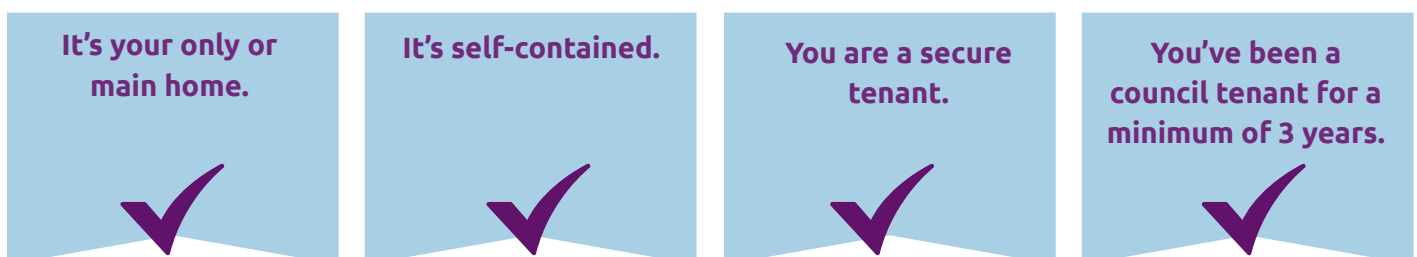 It's your only or
main home.
It's self-contained.
You are a secure
tenant.
You've been a
council tenant for a
minimum of 3 years.